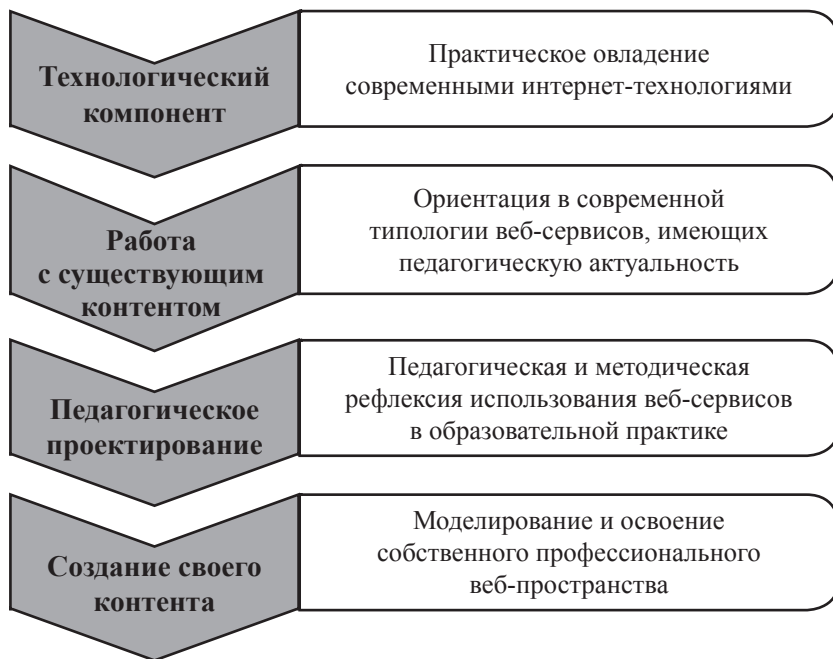 Технологический
компонент
Практическое овладение
современными интернет-технологиями
Работа
с существующим
контентом
Ориентация в современной
типологии веб-сервисов, имеющих
педагогическую актуальность
Педагогическое
проектирование
Педагогическая и методическая
рефлексия использования веб-сервисов
в образовательной практике
Создание своего
контента
Моделирование и освоение
собственного профессионального
веб-пространства